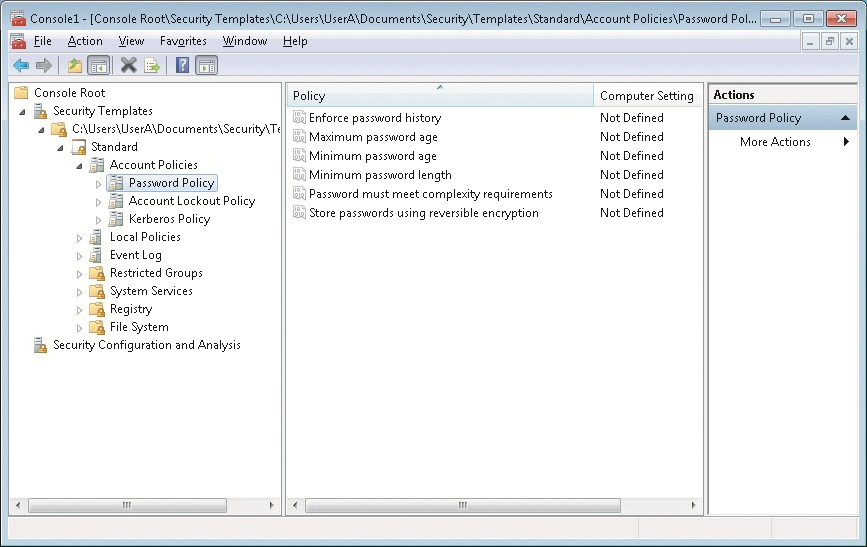 Console1 - [Console Root\Security Templates\C:\Users\UserA\Documents\Security\Templates\Standard\Account Policies\Password Pol...
File Action View Favorites Window Help
Console Root
Security Templates
C:\Users\UserA\Documents\Security\Te
Standard
Account Policies
Password Policy
Account Lockout Policy
Kerberos Policy
Local Policies
Event Log
Restricted Groups
System Services
Registry
File System
Security Configuration and Analysis
Policy Computer Setting
Enforce password history Not Defined
Maximum password age Not Defined
Minimum password age Not Defined
Minimum password length Not Defined
Password must meet complexity requirements Not Defined
Store passwords using reversible encryption Not Defined
Actions
Password Policy
More Actions